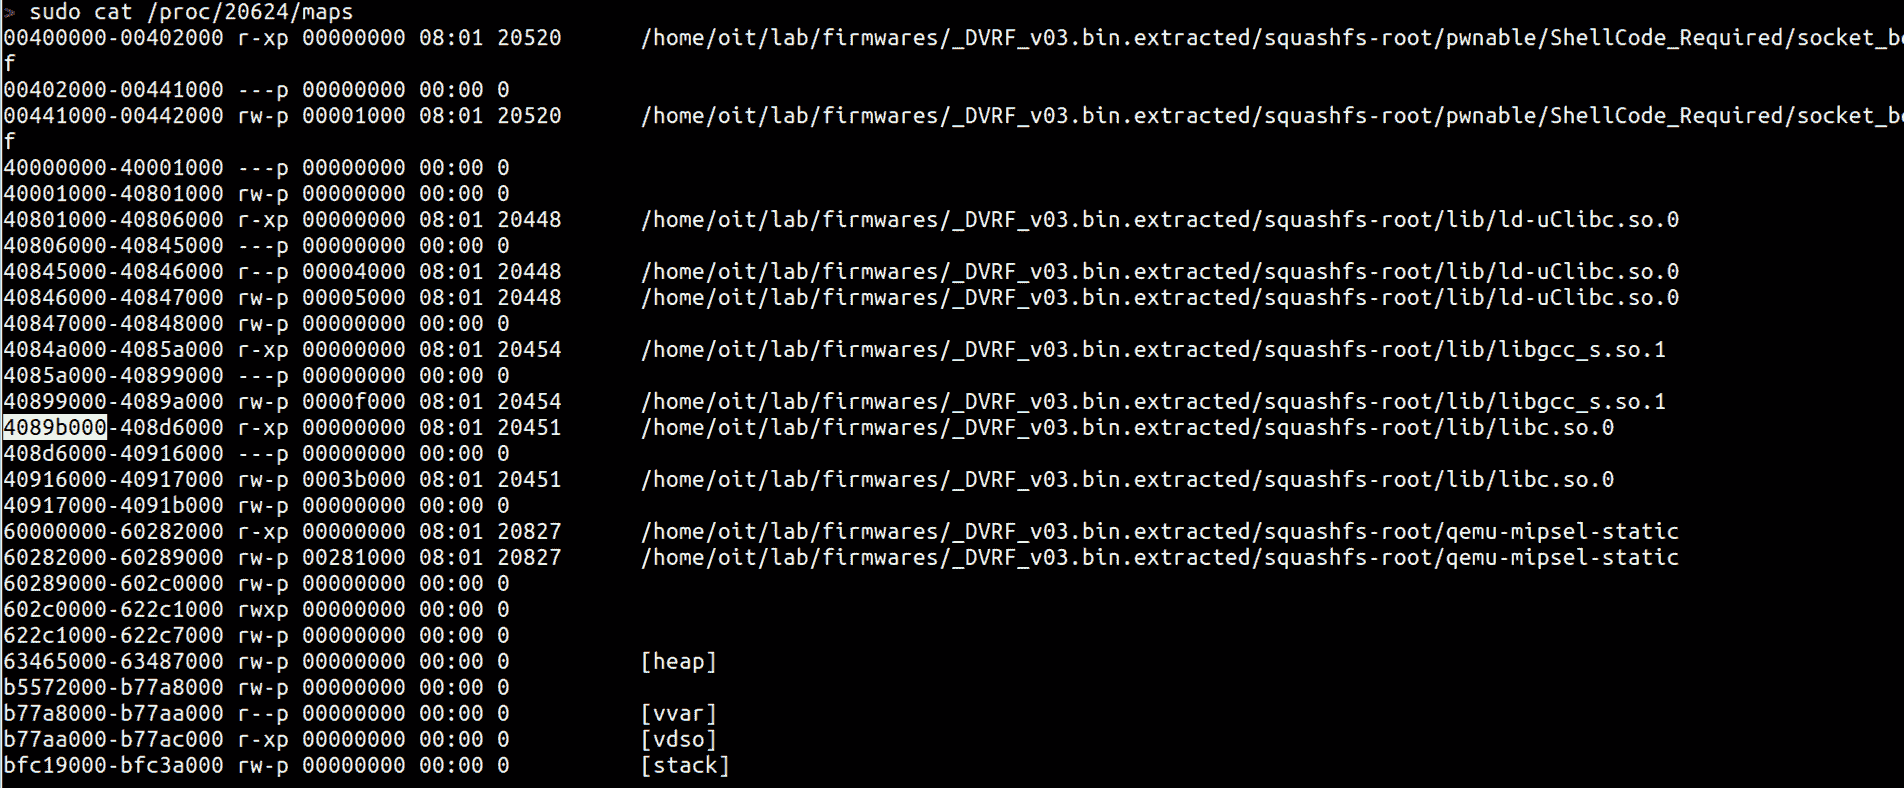 > sudo cat /proc/20624/maps
00400000-00402000 r-xp 00000000 08:01 20520      /home/oit/lab/firmwares/_DVRF_v03.bin.extracted/squashfs-root/pwnable/ShellCode_Required/socket_bo
f
00402000-00441000 ---p 00000000 00:00 0
00441000-00442000 rw-p 00001000 08:01 20520      /home/oit/lab/firmwares/_DVRF_v03.bin.extracted/squashfs-root/pwnable/ShellCode_Required/socket_bo
f
40000000-40001000 ---p 00000000 00:00 0
40001000-40801000 rw-p 00000000 00:00 0
40801000-40806000 r-xp 00000000 08:01 20448      /home/oit/lab/firmwares/_DVRF_v03.bin.extracted/squashfs-root/lib/ld-uClibc.so.0
40806000-40845000 ---p 00000000 00:00 0
40845000-40846000 r--p 00004000 08:01 20448      /home/oit/lab/firmwares/_DVRF_v03.bin.extracted/squashfs-root/lib/ld-uClibc.so.0
40846000-40847000 rw-p 00005000 08:01 20448      /home/oit/lab/firmwares/_DVRF_v03.bin.extracted/squashfs-root/lib/ld-uClibc.so.0
40847000-40848000 rw-p 00000000 00:00 0
4084a000-4085a000 r-xp 00000000 08:01 20454      /home/oit/lab/firmwares/_DVRF_v03.bin.extracted/squashfs-root/lib/libgcc_s.so.1
4085a000-40899000 ---p 00000000 00:00 0
40899000-4089a000 rw-p 0000f000 08:01 20454      /home/oit/lab/firmwares/_DVRF_v03.bin.extracted/squashfs-root/lib/libgcc_s.so.1
4089b000-408d6000 r-xp 00000000 08:01 20451      /home/oit/lab/firmwares/_DVRF_v03.bin.extracted/squashfs-root/lib/libc.so.0
408d6000-40916000 ---p 00000000 00:00 0
40916000-40917000 rw-p 0003b000 08:01 20451      /home/oit/lab/firmwares/_DVRF_v03.bin.extracted/squashfs-root/lib/libc.so.0
40917000-4091b000 rw-p 00000000 00:00 0
60000000-60282000 r-xp 00000000 08:01 20827      /home/oit/lab/firmwares/_DVRF_v03.bin.extracted/squashfs-root/qemu-mipsel-static
60282000-60289000 rw-p 00281000 08:01 20827      /home/oit/lab/firmwares/_DVRF_v03.bin.extracted/squashfs-root/qemu-mipsel-static
60289000-602c0000 rw-p 00000000 00:00 0
602c0000-622c1000 rwxp 00000000 00:00 0
622c1000-622c7000 rw-p 00000000 00:00 0
63465000-63487000 rw-p 00000000 00:00 0          [heap]
b5572000-b77a8000 rw-p 00000000 00:00 0
b77a8000-b77aa000 r--p 00000000 00:00 0          [vvar]
b77aa000-b77ac000 r-xp 00000000 00:00 0          [vdso]
bfc19000-bfc3a000 rw-p 00000000 00:00 0          [stack]